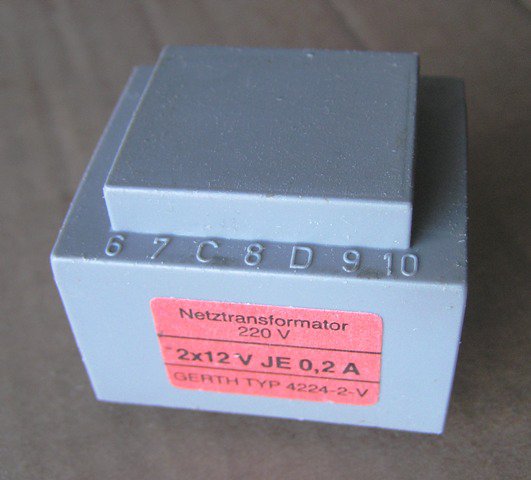 6 7 C 8 D 9 10
Netztransformator
220 V
2x12 V JE 0,2 A
GERTH TYP 4224-2-V